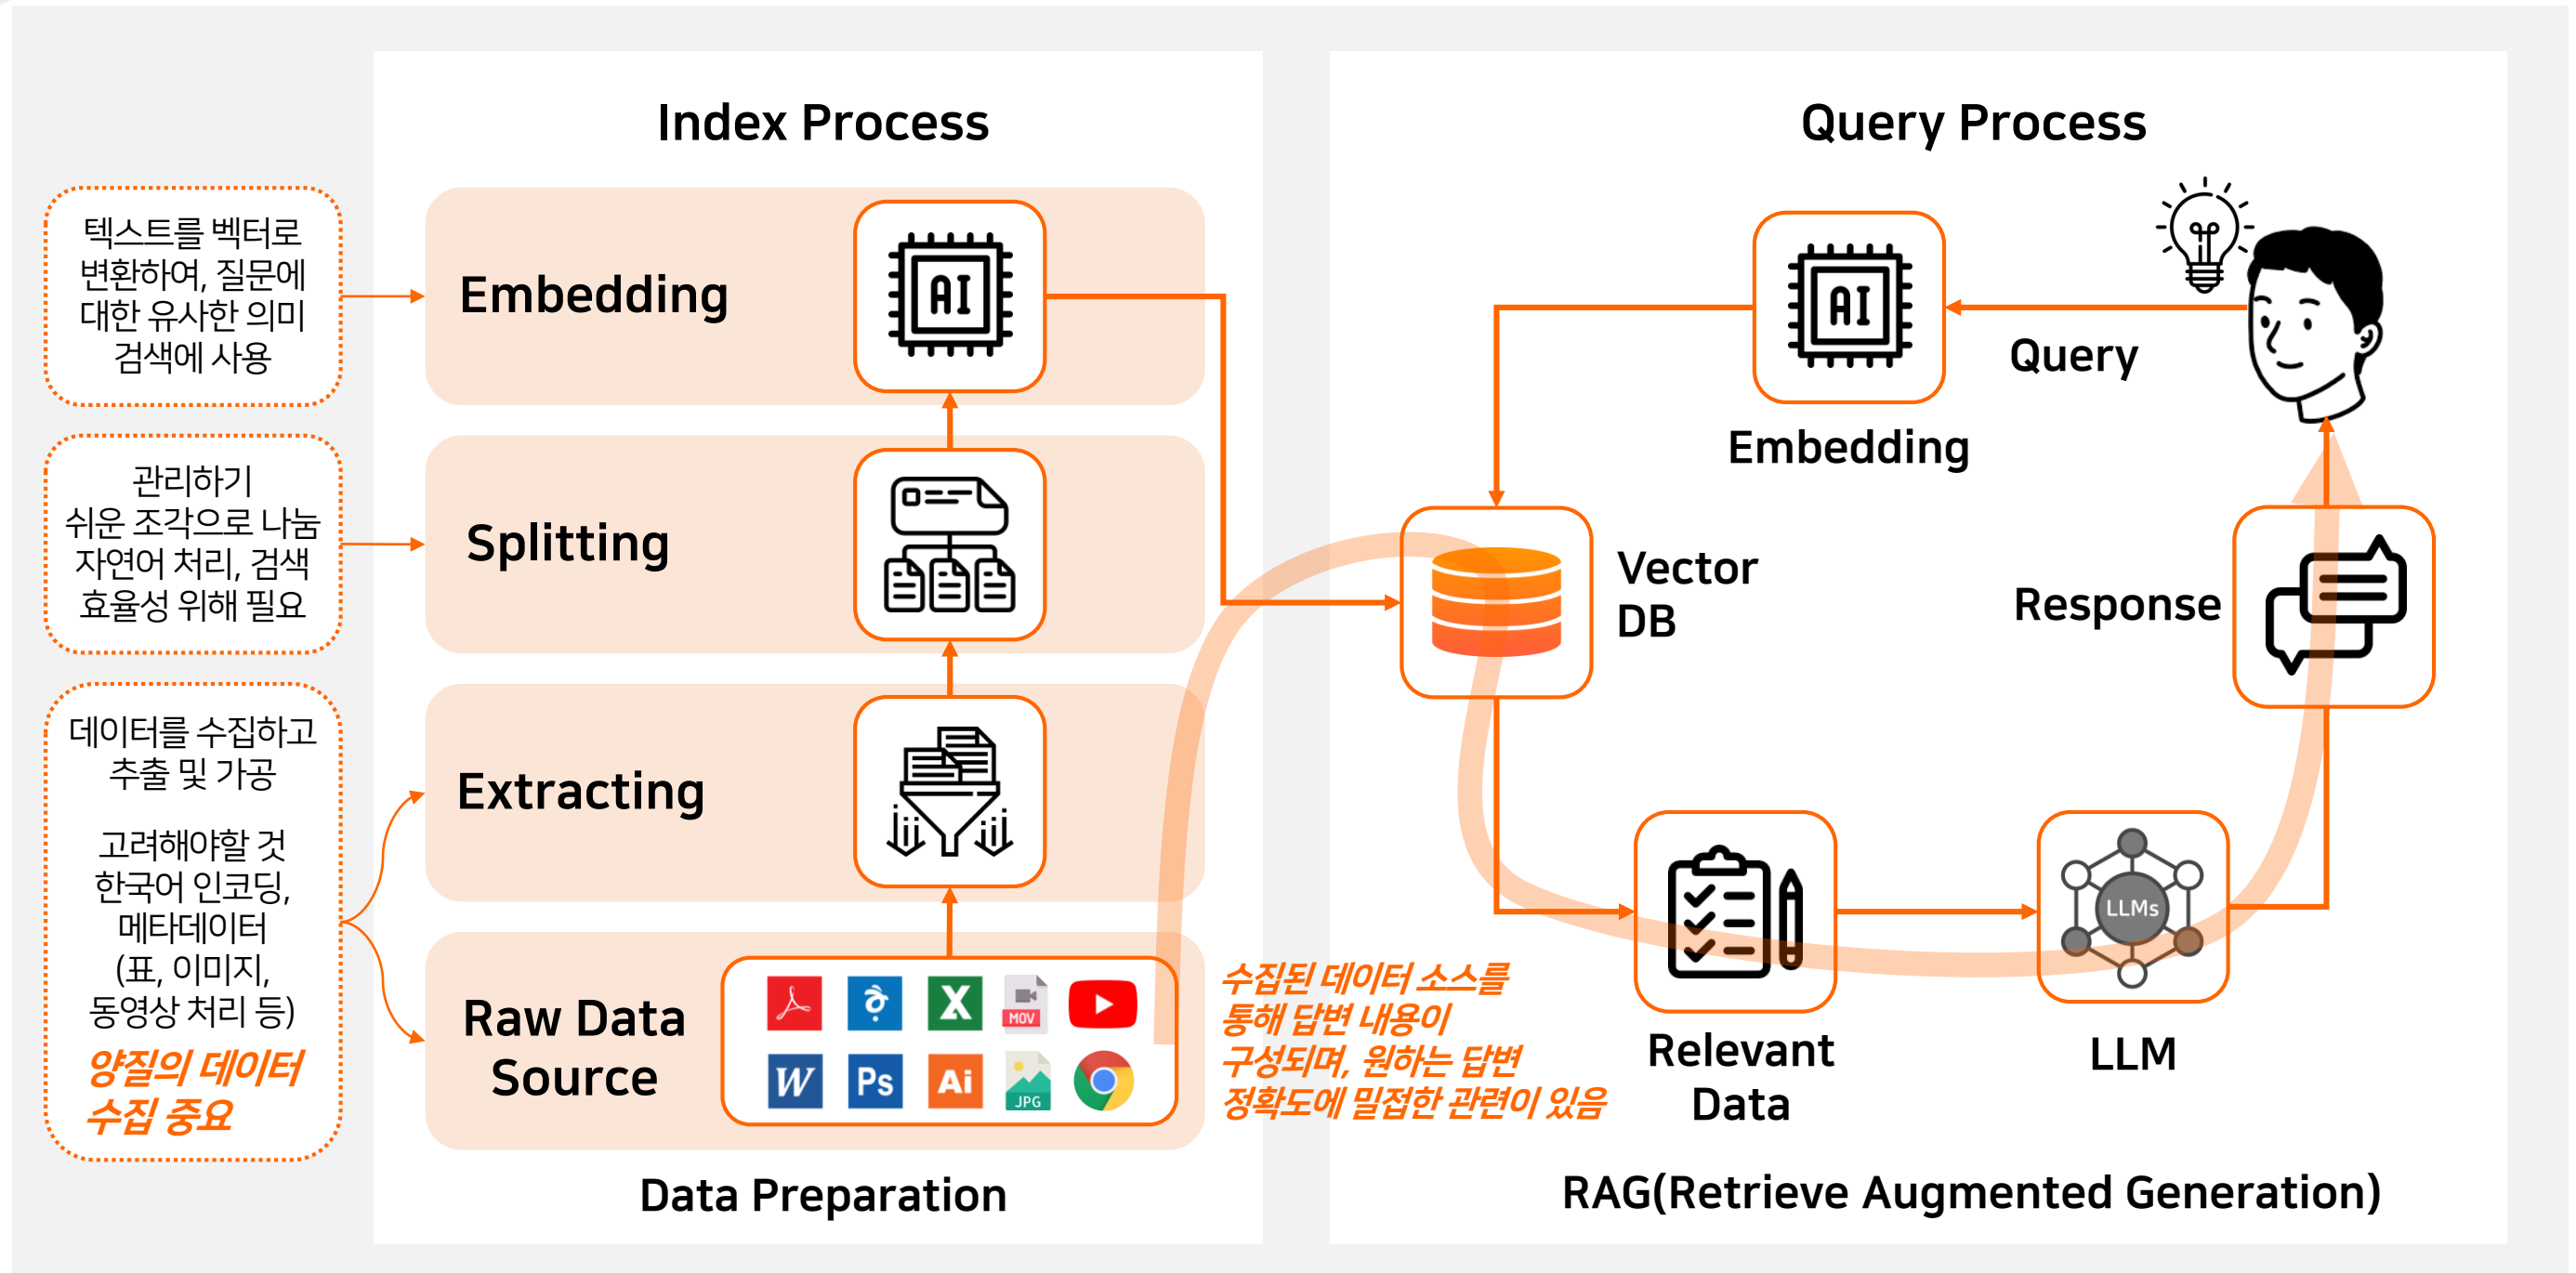 Index Process
텍스트를 벡터로
변환하여, 질문에
대한 유사한 의미
검색에 사용
Embedding
AI
관리하기
쉬운 조각으로 나눔
자연어 처리, 검색
효율성 위해 필요
Splitting
데이터를 수집하고
추출 및 가공
고려해야할 것
한국어 인코딩,
메타데이터
(표, 이미지,
동영상 처리 등)
양질의 데이터
수집 중요
Extracting
Raw Data
Source
X
MOV
W
Ps
Ai
JPG
Data Preparation
수집된 데이터 소스를
통해 답변 내용이
구성되며, 원하는 답변
정확도에 밀접한 관련이 있음
Query Process
AI
Embedding
Query
Vector
DB
Response
Relevant
Data
LLMs
LLM
RAG(Retrieve Augmented Generation)